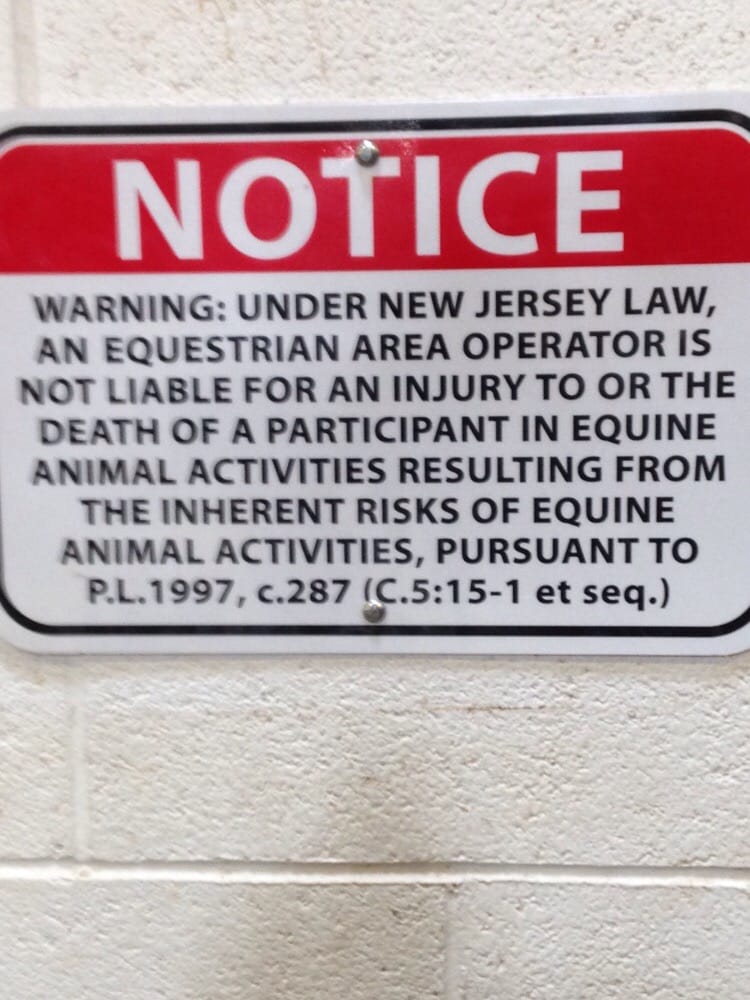 NOTICE
WARNING: UNDER NEW JERSEY LAW,
AN EQUESTRIAN AREA OPERATOR IS
NOT LIABLE FOR AN INJURY TO OR THE
DEATH OF A PARTICIPANT IN EQUINE
ANIMAL ACTIVITIES RESULTING FROM
THE INHERENT RISKS OF EQUINE
ANIMAL ACTIVITIES, PURSUANT TO
P.L.1997, c.287 (C.5:15-1 et seq.)